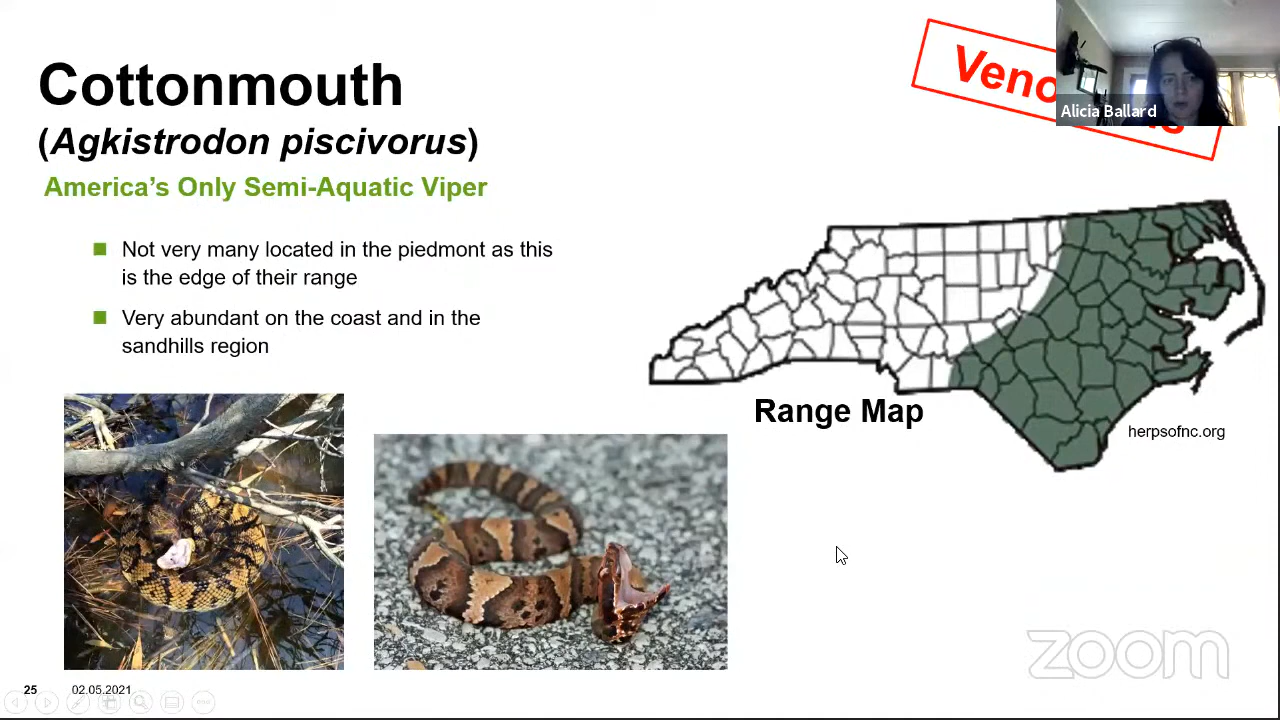 Cottonmouth
(Agkistrodon piscivorus)
America's Only Semi-Aquatic Viper
Not very many located in the piedmont as this
is the edge of their range
Very abundant on the coast and in the
sandhills region
Alicia Ballard
Range Map
herpsofnc.org
zoom
25
02.05.2021